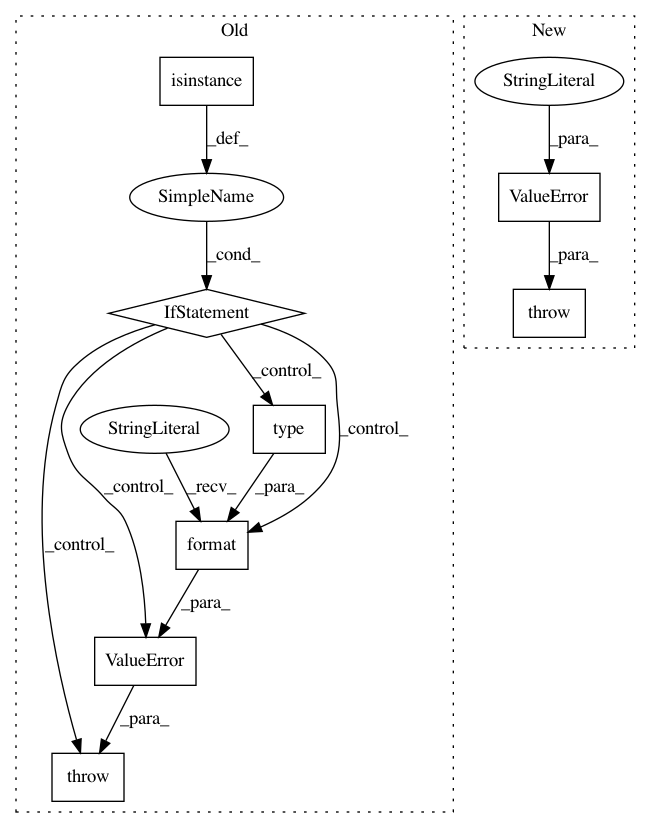 Old
New
isinstance
StringLiteral
_def_
_para_
SimpleName
ValueError
_cond_
_para_
IfStatement
throw
_control_
StringLiteral
type
_control_
_control_
_recv_
_para_
_control_
format
_para_
ValueError
_para_
throw